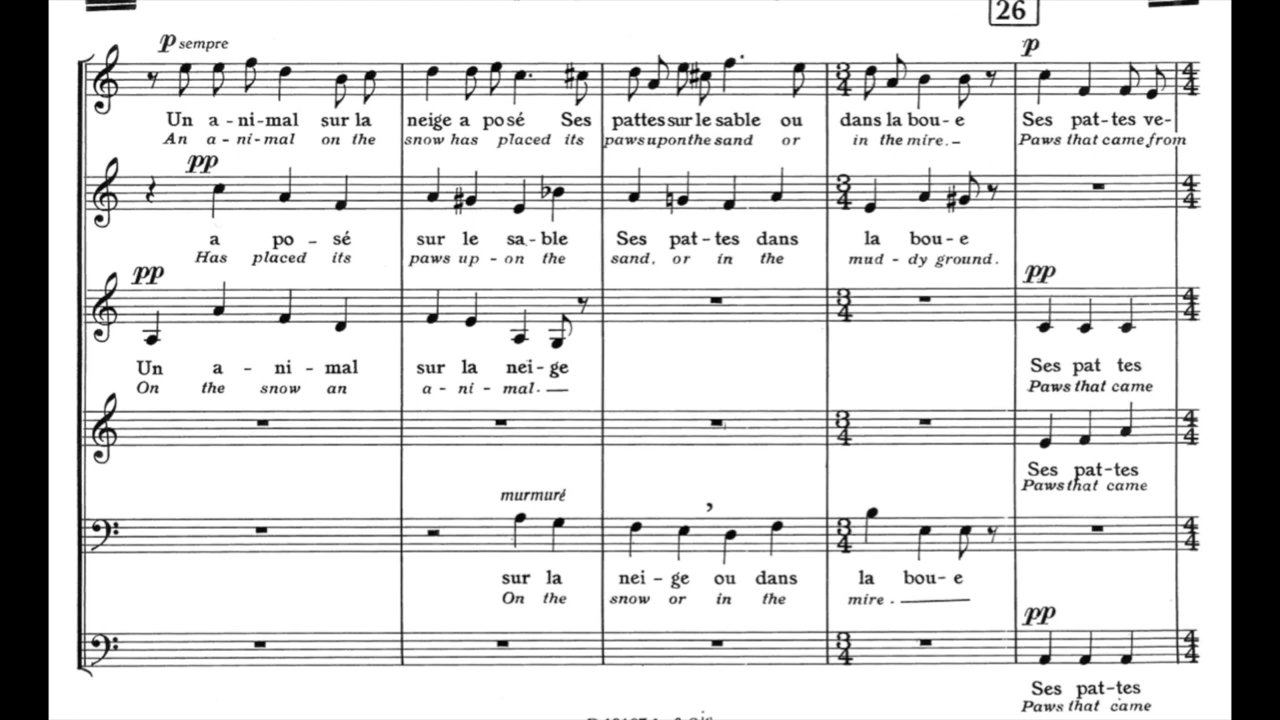 26
p sempre
p
Un a-ni-mal sur la neige a posé Ses pattes sur le sable ou dans la bou-e Ses pat-tes ve-
An a-ni-mal on the snow has placed its paws upon the sand or in the mire.- Paws that came from
pp
a po-sé sur le sa-ble Ses pat-tes dans la bou-e
Has placed its paws up-on the sand, or in the mud-dy ground.
pp
pp
Un a-ni-mal sur la nei-ge Ses pat tes
On the snow an a-ni-mal. Paws that came
Ses pat-tes
Paws that came
murmuré
sur la nei-ge ou dans la bou-e
On the snow or in the mire.
pp
Ses pat-tes
Paws that came